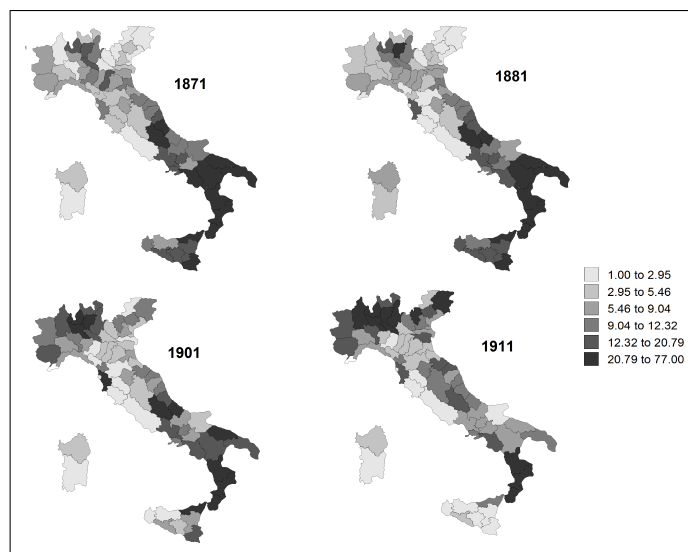 1871
1881
1901
1911
1.00 to 2.95
2.95 to 5.46
5.46 to 9.04
9.04 to 12.32
12.32 to 20.79
20.79 to 77.00